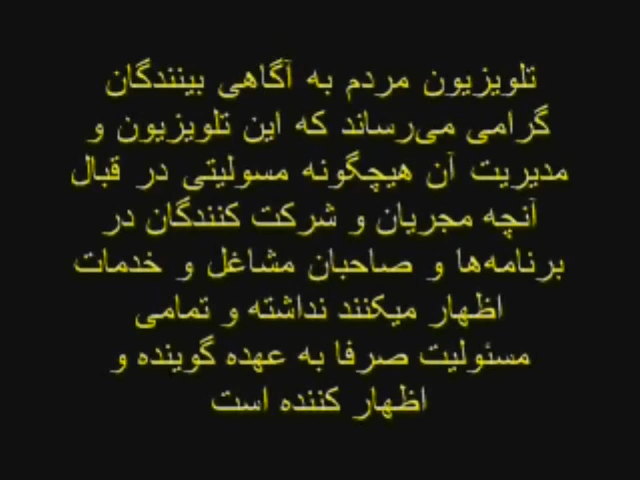 تلویزیون مردم به آگاهی بینندگان
گرامی می‌رساند که این تلویزیون و
مدیریت آن هیچگونه مسولیتی در قبال
آنچه مجریان و شرکت کنندگان در
برنامه‌ها و صاحبان مشاغل و خدمات
اظهار میکنند نداشته و تمامی
مسئولیت صرفا به عهده گوینده و
اظهار کننده است